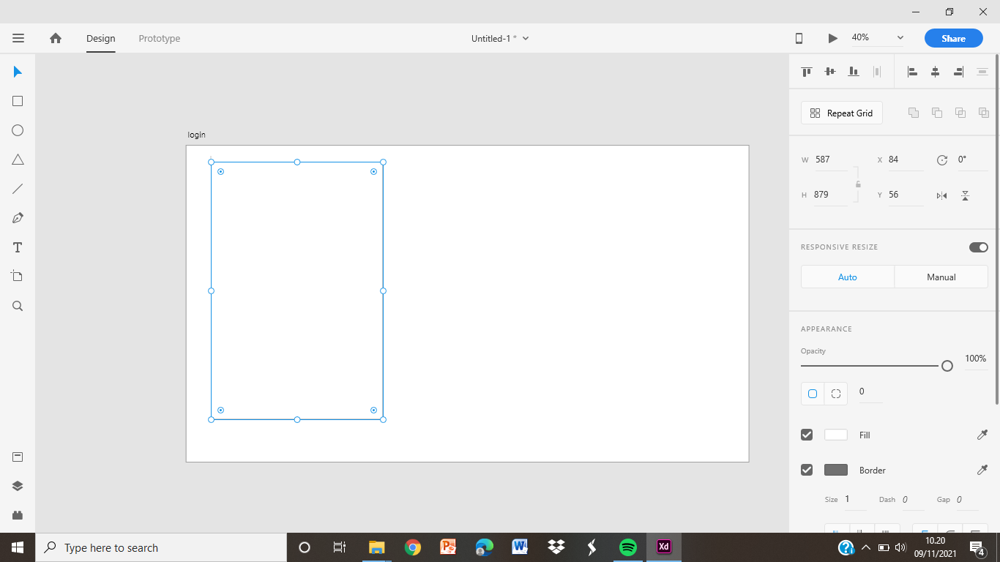 Design
Prototype
Untitled-1 *
40%
Share
login
Repeat Grid
W 587
X 84
0°
H 879
Y 56
RESPONSIVE RESIZE
Auto
Manual
APPEARANCE
Opacity
100%
0
Fill
Border
Size 1
Dash 0
Gap 0
T
Type here to search
P
W
Xd
?
10.20
09/11/2021
4